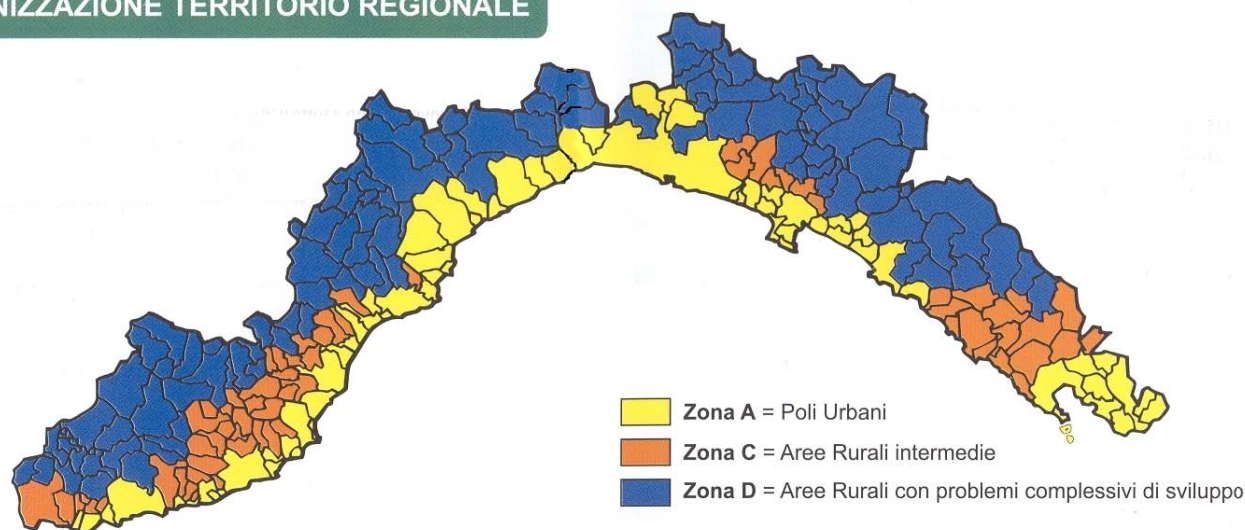 NIZZAZIONE TERRITORIO REGIONALE
Zona A = Poli Urbani
Zona C = Aree Rurali intermedie
Zona D = Aree Rurali con problemi complessivi di sviluppo